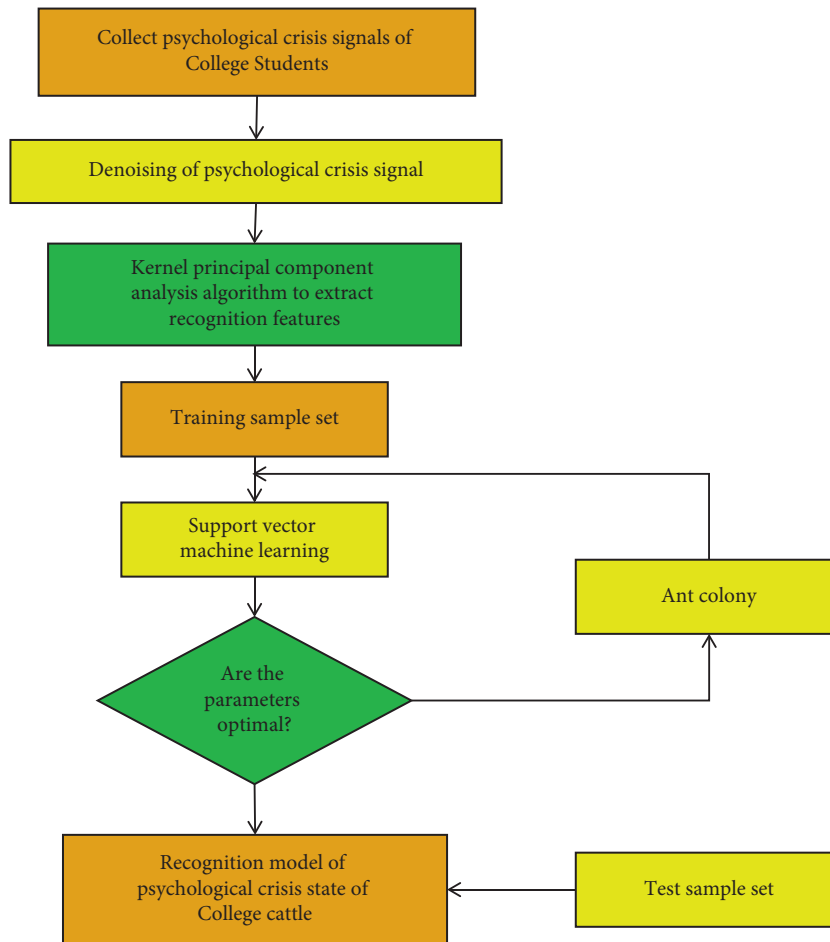 Collect psychological crisis signals of
College Students
Denoising of psychological crisis signal
Kernel principal component
analysis algorithm to extract
recognition features
Training sample set
Support vector
machine learning
Ant colony
Are the
parameters
optimal?
Recognition model of
psychological crisis state of
College cattle
Test sample set